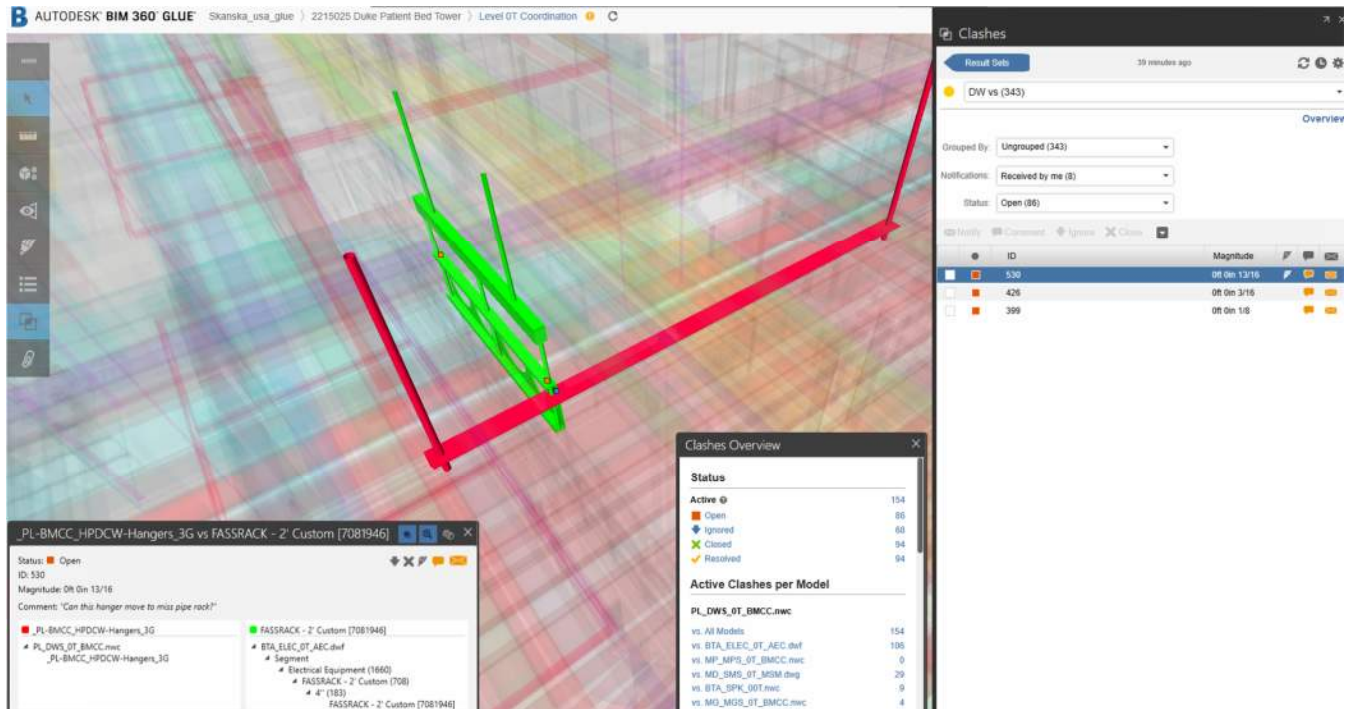 B AUTODESK® BIM 360® GLUE® Skanska_usa_glue 〉 2215025 Duke Patient Bed Tower 〉 Level 0T Coordination
Clashes
Result Sets 39 minutes ago
DW vs (343)
Overview
Grouped By: Ungrouped (343)
Notifications: Received by me (8)
Status: Open (86)
Notify Comment Ignore Close
ID Magnitude
530 0ft 0in 13/16
426 0ft 0in 3/16
399 0ft 0in 1/8
Clashes Overview
Status
Active 154
Open 86
Ignored 68
Closed 94
Resolved 94
Active Clashes per Model
PL_DWS_0T_BMCC.nwc
vs. All Models 154
vs. BTA_ELEC_0T_AEC.dwf 106
vs. MP_MPS_0T_BMCC.nwc 0
vs. MD_SMS_0T_MSM.dwg 29
vs. BTA_SPK_00T.nwc 9
vs. MG_MGS_0T_BMCC.nwc 4
_PL-BMCC_HPDCW-Hangers_3G vs FASSRACK - 2' Custom [7081946]
Status: Open
ID: 530
Magnitude: 0ft 0in 13/16
Comment: "Can this hanger move to miss pipe rack?"
_PL-BMCC_HPDCW-Hangers_3G
PL_DWS_0T_BMCC.nwc
_PL-BMCC_HPDCW-Hangers_3G
FASSRACK - 2' Custom [7081946]
BTA_ELEC_0T_AEC.dwf
Segment
Electrical Equipment (1660)
FASSRACK - 2' Custom (708)
4" (183)
FASSRACK - 2' Custom [7081946]